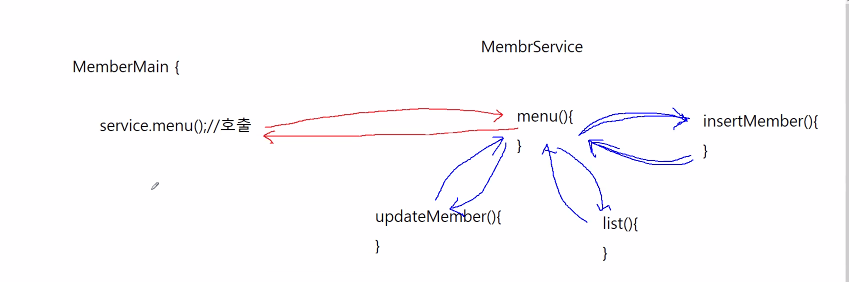 MembrService
MemberMain {
service.menu();//호출
menu(){
}
insertMember(){
}
updateMember(){
}
list(){
}